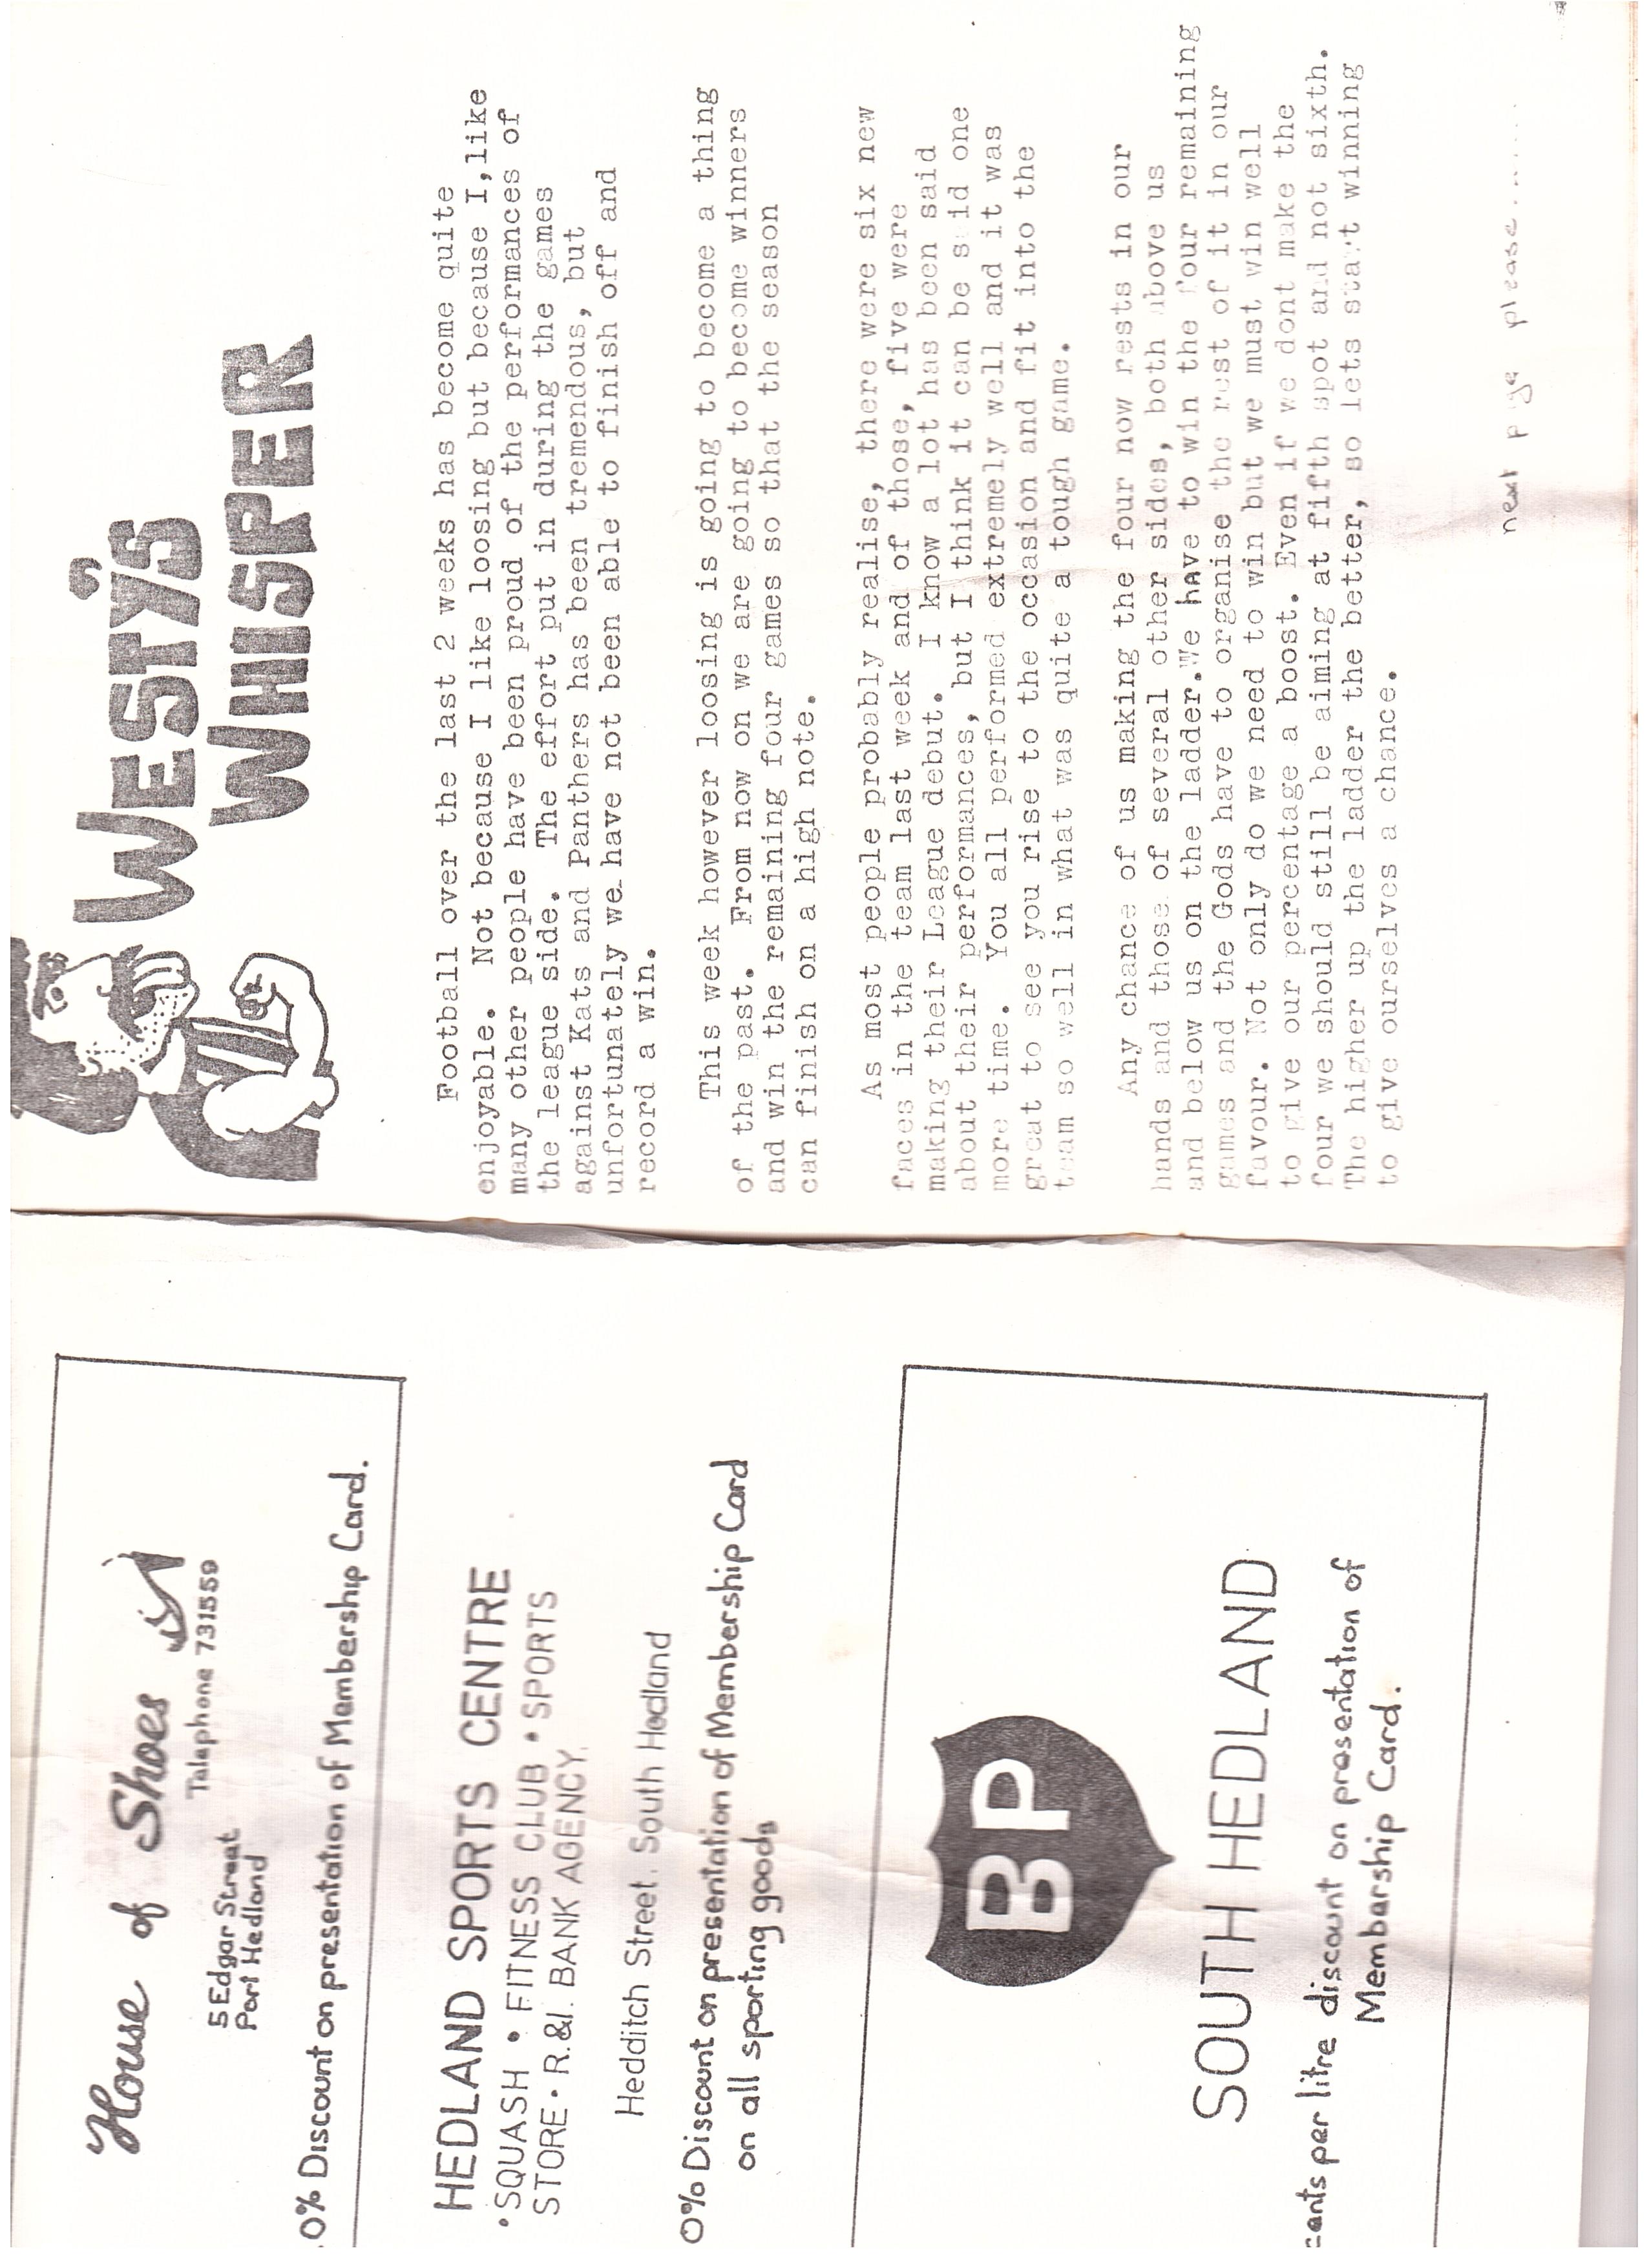 House of Shoes
5 Edgar Street
Port Hedland
Telephone 731559
0% Discount on presentation of Membership Card.
HEDLAND SPORTS CENTRE
• SQUASH • FITNESS CLUB • SPORTS
STORE • R.&I. BANK AGENCY.
Hedditch Street. South Hedland
0% Discount on presentation of Membership Card
on all sporting goods
BP
SOUTH HEDLAND
cents per litre discount on presentation of
Membership Card.
WESTY'S
WHISPER
Football over the last 2 weeks has become quite
enjoyable. Not because I like loosing but because I,like
many other people have been proud of the performances of
the league side. The effort put in during the games
against Kats and Panthers has been tremendous, but
unfortunately we have not been able to finish off and
record a win.
This week however loosing is going to become a thing
of the past. From now on we are going to become winners
and win the remaining four games so that the season
can finish on a high note.
As most people probably realise, there were six new
faces in the team last week and of those, five were
making their League debut. I know a lot has been said
about their performances, but I think it can be said one
more time. You all performed extremely well and it was
great to see you rise to the occasion and fit into the
team so well in what was quite a tough game.
Any chance of us making the four now rests in our
hands and those of several other sides, both above us
and below us on the ladder.We have to win the four remaining
games and the Gods have to organise the rest of it in our
favour. Not only do we need to win but we must win well
to give our percentage a boost. Even if we dont make the
four we should still be aiming at fifth spot and not sixth.
The higher up the ladder the better, so lets start winning
to give ourselves a chance.
next page please.......